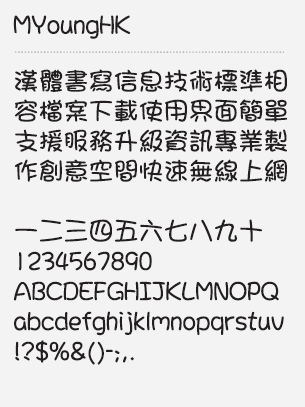 MYoungHK
漢體書寫信息技術標準相
容檔案下載使用界面簡單
支援服務升級資訊專業製
作創意空間快速無線上網
一二三四五六七八九十
1234567890
ABCDEFGHIJKLMNOPQ
abcdefghijklmnopqrstuv
!?$%&()-;,.